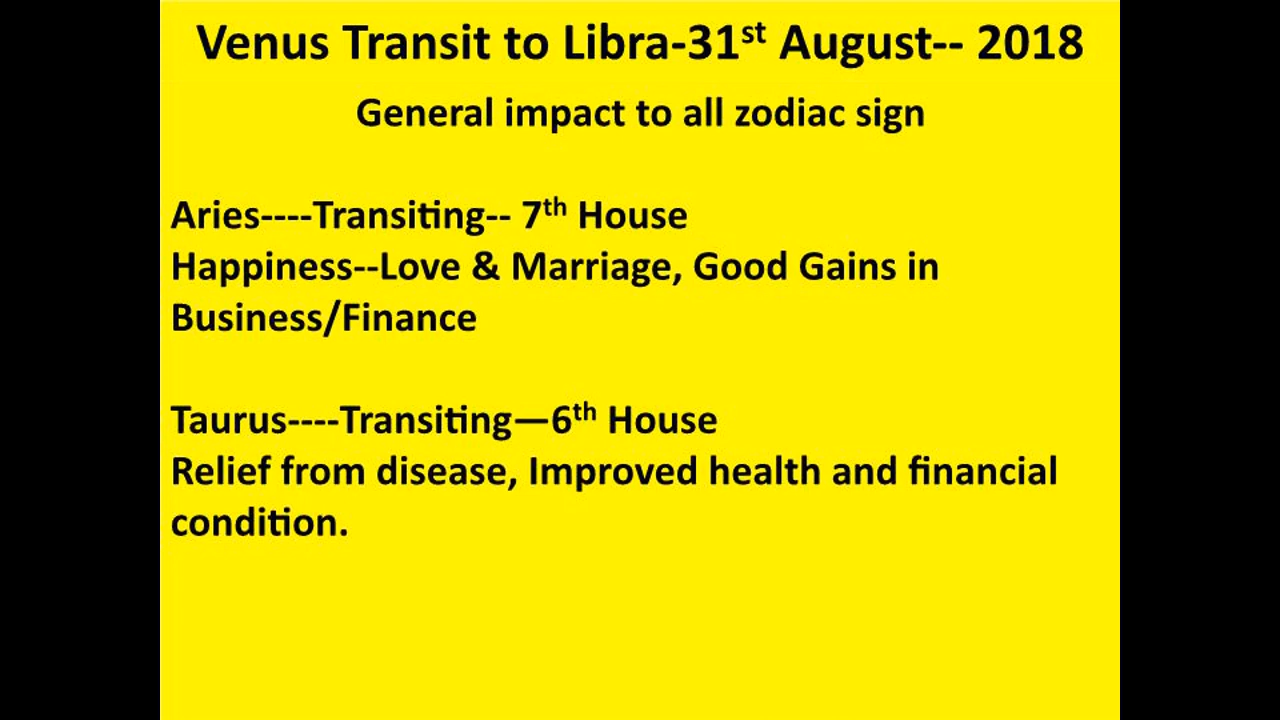 Venus Transit to Libra-31st August-- 2018
General impact to all zodiac sign
Aries----Transiting-- 7th House
Happiness--Love & Marriage, Good Gains in
Business/Finance
Taurus----Transiting—6th House
Relief from disease, Improved health and financial
condition.